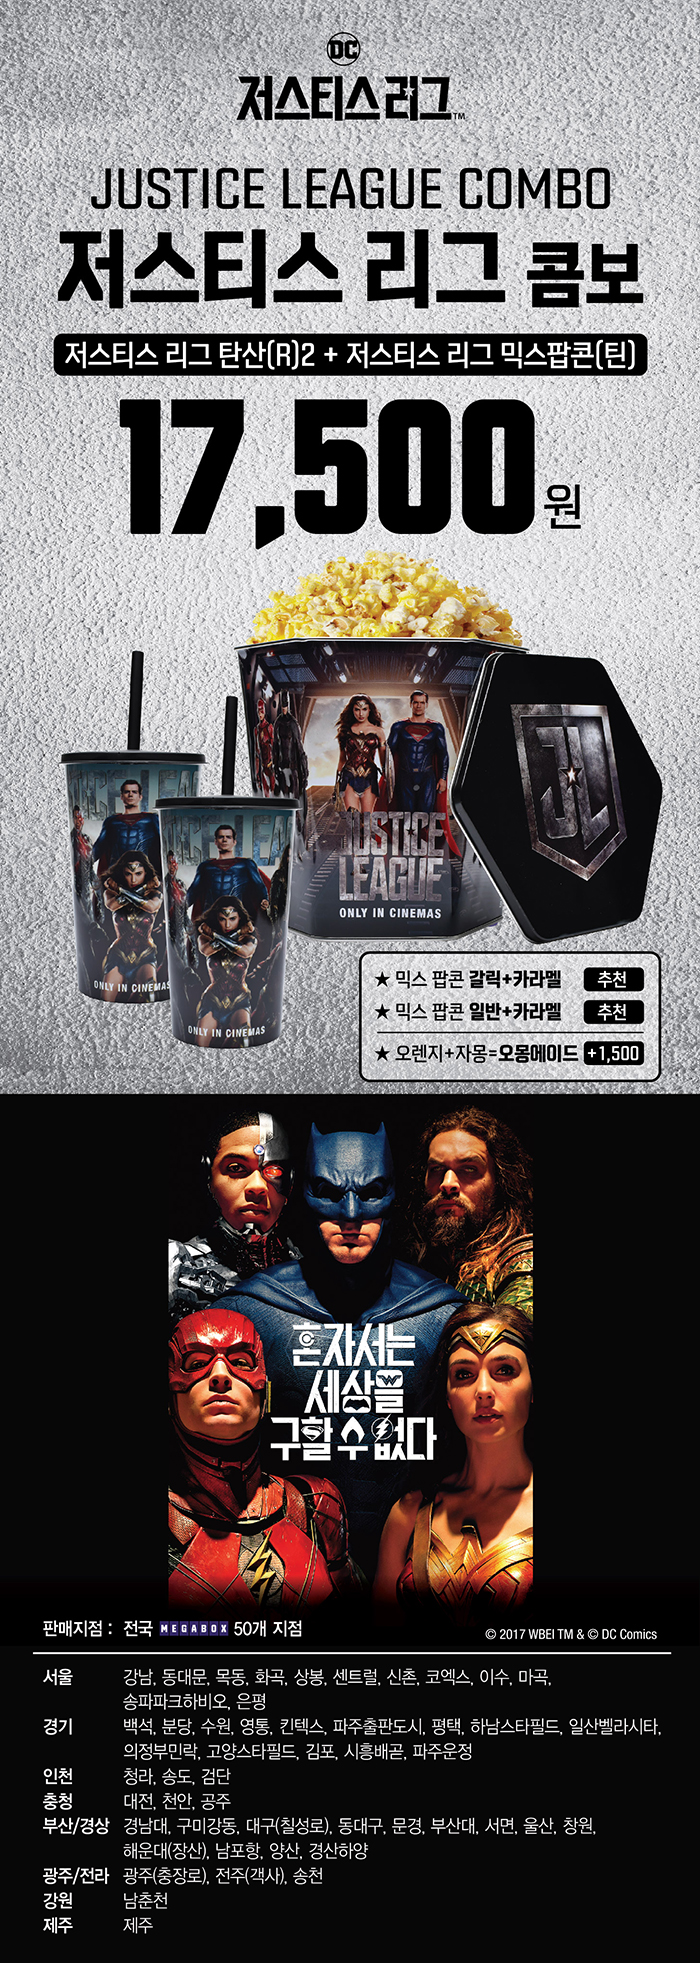 DC
저스티스 리그™
JUSTICE LEAGUE COMBO
저스티스 리그 콤보
저스티스 리그 탄산(R)2 + 저스티스 리그 믹스팝콘(틴)
17,500원
JUSTICE LEAGUE
ONLY IN CINEMAS
JL
TICE LEA
ONLY IN CINEMAS
ICE LEA
ONLY IN CINEMAS
★ 믹스 팝콘 갈릭+카라멜 추천
★ 믹스 팝콘 일반+카라멜 추천
★ 오렌지+자몽=오몽에이드 +1,500
혼자서는
세상을
구할 수 없다
판매지점 : 전국 MEGABOX 50개 지점
© 2017 WBEI TM & © DC Comics
서울 강남, 동대문, 목동, 화곡, 상봉, 센트럴, 신촌, 코엑스, 이수, 마곡,
송파파크하비오, 은평
경기 백석, 분당, 수원, 영통, 킨텍스, 파주출판도시, 평택, 하남스타필드, 일산벨라시타,
의정부민락, 고양스타필드, 김포, 시흥배곧, 파주운정
인천 청라, 송도, 검단
충청 대전, 천안, 공주
부산/경상 경남대, 구미강동, 대구(칠성로), 동대구, 문경, 부산대, 서면, 울산, 창원,
해운대(장산), 남포항, 양산, 경산하양
광주/전라 광주(충장로), 전주(객사), 송천
강원 남춘천
제주 제주